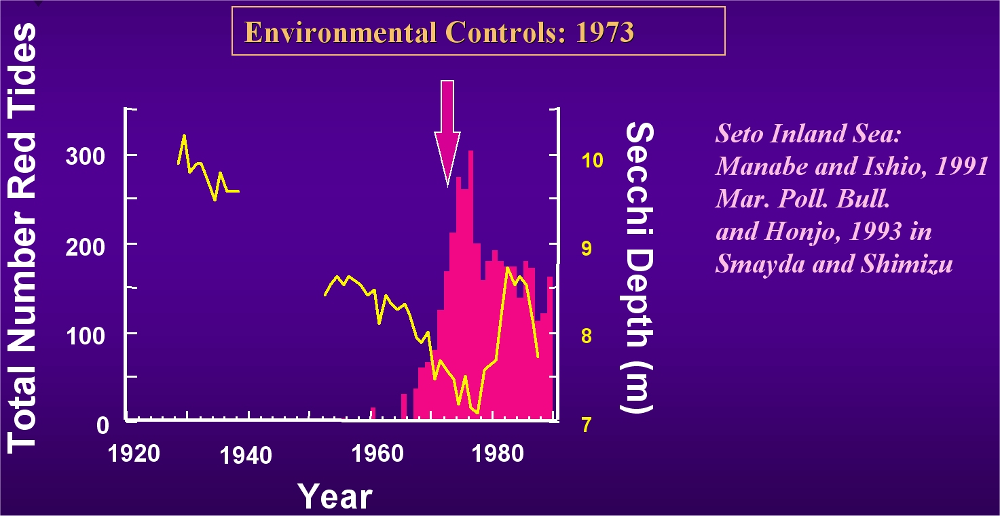 Environmental Controls: 1973
Total Number Red Tides
300
200
100
0
1920
1940
1960
1980
Year
10
9
8
7
Secchi Depth (m)
Seto Inland Sea:
Manabe and Ishio, 1991
Mar. Poll. Bull.
and Honjo, 1993 in
Smayda and Shimizu